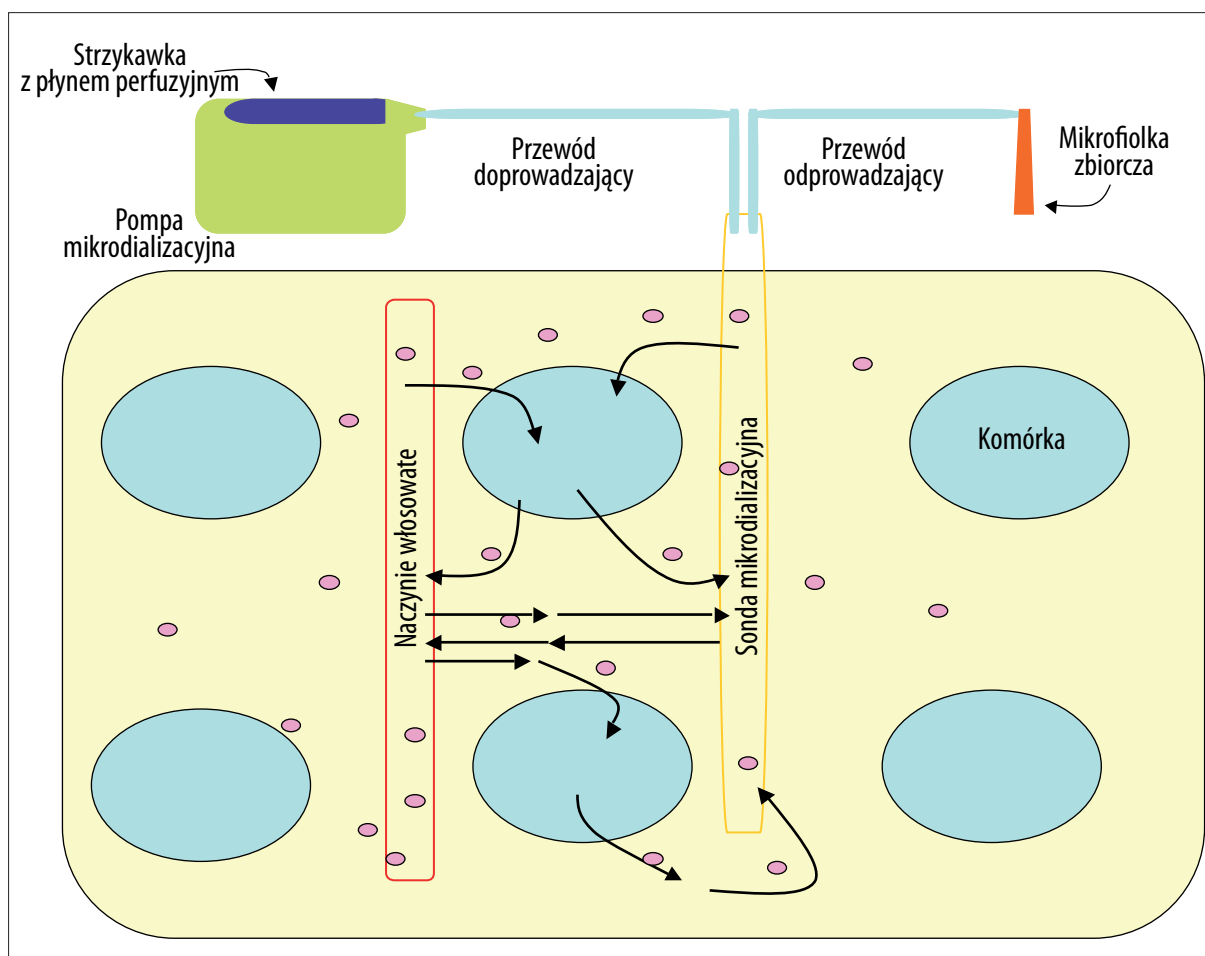 Strzykawka
z płynem perfuzyjnym
Przewód
doprowadzający
Przewód
odprowadzający
Mikrofiolka
zbiorcza
Pompa
mikrodializacyjna
Naczynie włosowate
Sonda mikrodializacyjna
Komórka